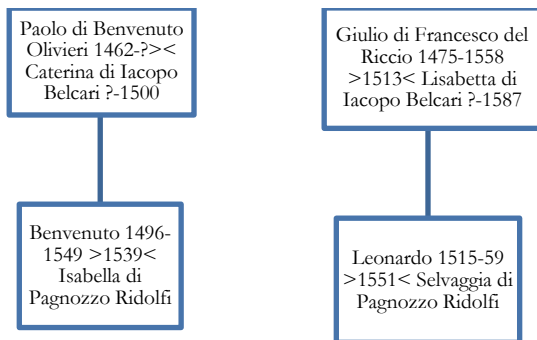 Paolo di Benvenuto
Olivieri 1462-?><
Caterina di Iacopo
Belcari ?-1500
Giulio di Francesco del
Riccio 1475-1558
>1513< Lisabetta di
Iacopo Belcari ?-1587
Benvenuto 1496-
1549 >1539<
Isabella di
Pagnozzo Ridolfi
Leonardo 1515-59
>1551< Selvaggia di
Pagnozzo Ridolfi